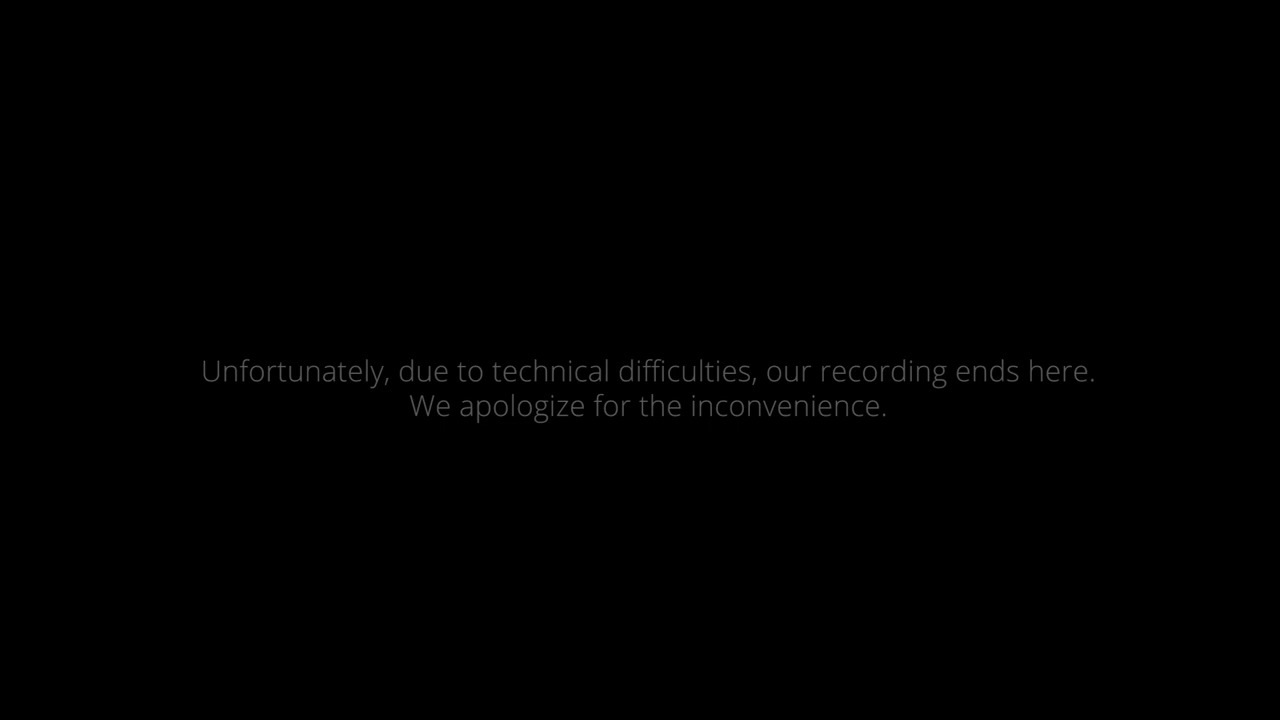 Unfortunately, due to technical difficulties, our recording ends here.
We apologize for the inconvenience.